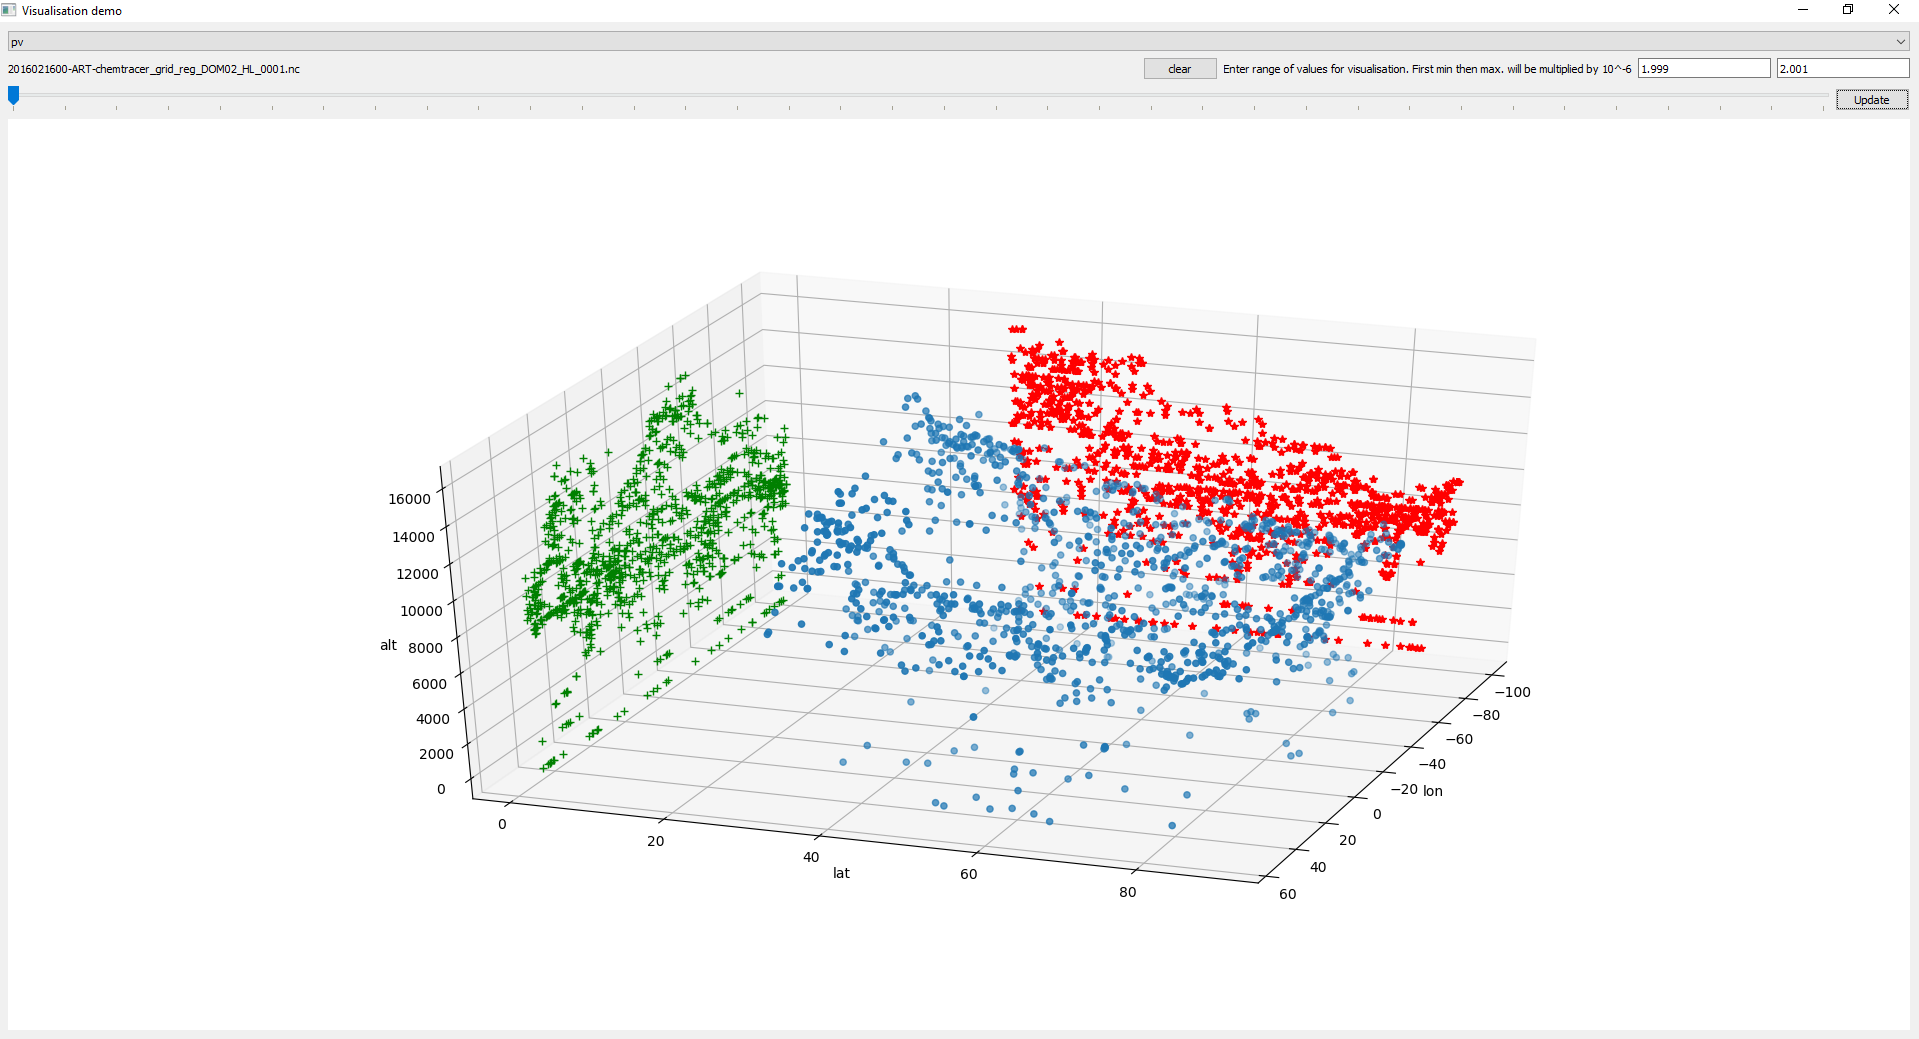 Visualisation demo
pv
2016021600-ART-chemtracer_grid_reg_DOM02_HL_0001.nc
clear
Enter range of values for visualisation. First min then max. will be multiplied by 10^-6
1.999
2.001
Update
16000
14000
12000
10000
alt
8000
6000
4000
2000
0
0
20
40
lat
60
80
−100
−80
−60
−40
−20
lon
0
20
40
60